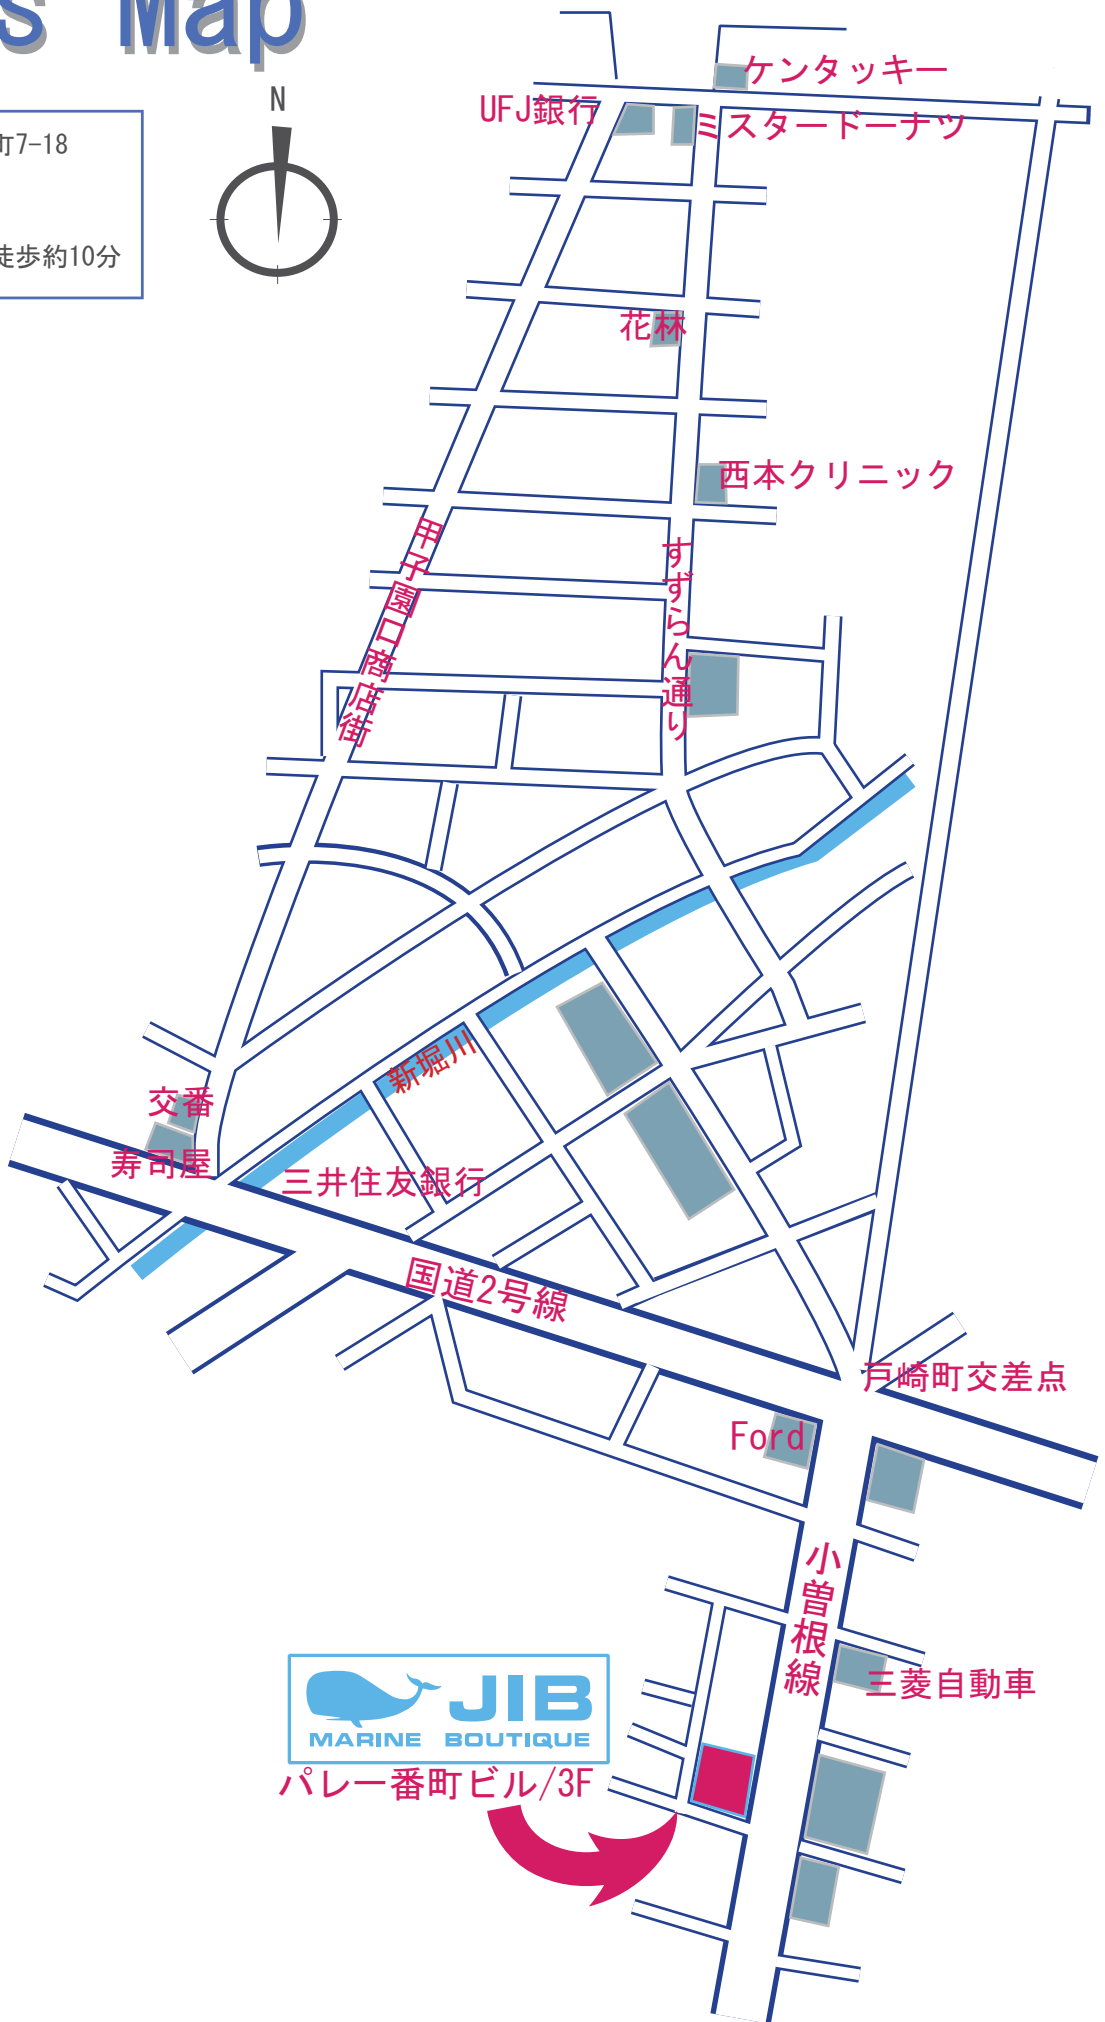 s Map
N
町7-18
徒歩約10分
ケンタッキー
UFJ銀行
ミスタードーナツ
花林
西本クリニック
すずらん通り
甲子園口商店街
新堀川
交番
寿司屋
三井住友銀行
国道2号線
戸崎町交差点
Ford
小曽根線
三菱自動車
JIB
MARINE BOUTIQUE
パレ一番町ビル/3F